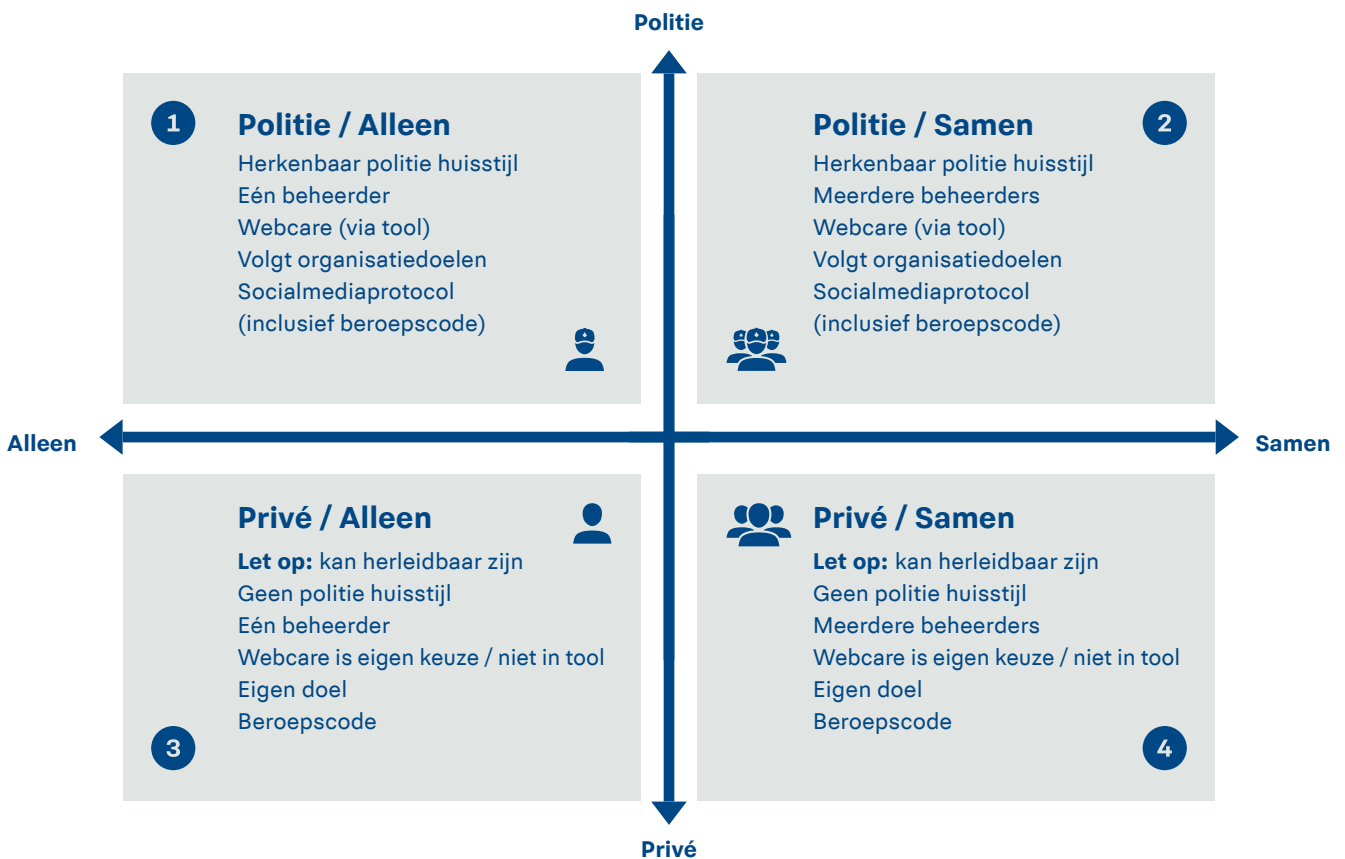 Politie
1
Politie / Alleen
Herkenbaar politie huisstijl
Eén beheerder
Webcare (via tool)
Volgt organisatiedoelen
Socialmediaprotocol
(inclusief beroepscode)
Politie / Samen
2
Herkenbaar politie huisstijl
Meerdere beheerders
Webcare (via tool)
Volgt organisatiedoelen
Socialmediaprotocol
(inclusief beroepscode)
Alleen
Samen
Privé / Alleen
Let op: kan herleidbaar zijn
Geen politie huisstijl
Eén beheerder
Webcare is eigen keuze / niet in tool
Eigen doel
Beroepscode
3
Privé / Samen
Let op: kan herleidbaar zijn
Geen politie huisstijl
Meerdere beheerders
Webcare is eigen keuze / niet in tool
Eigen doel
Beroepscode
4
Privé